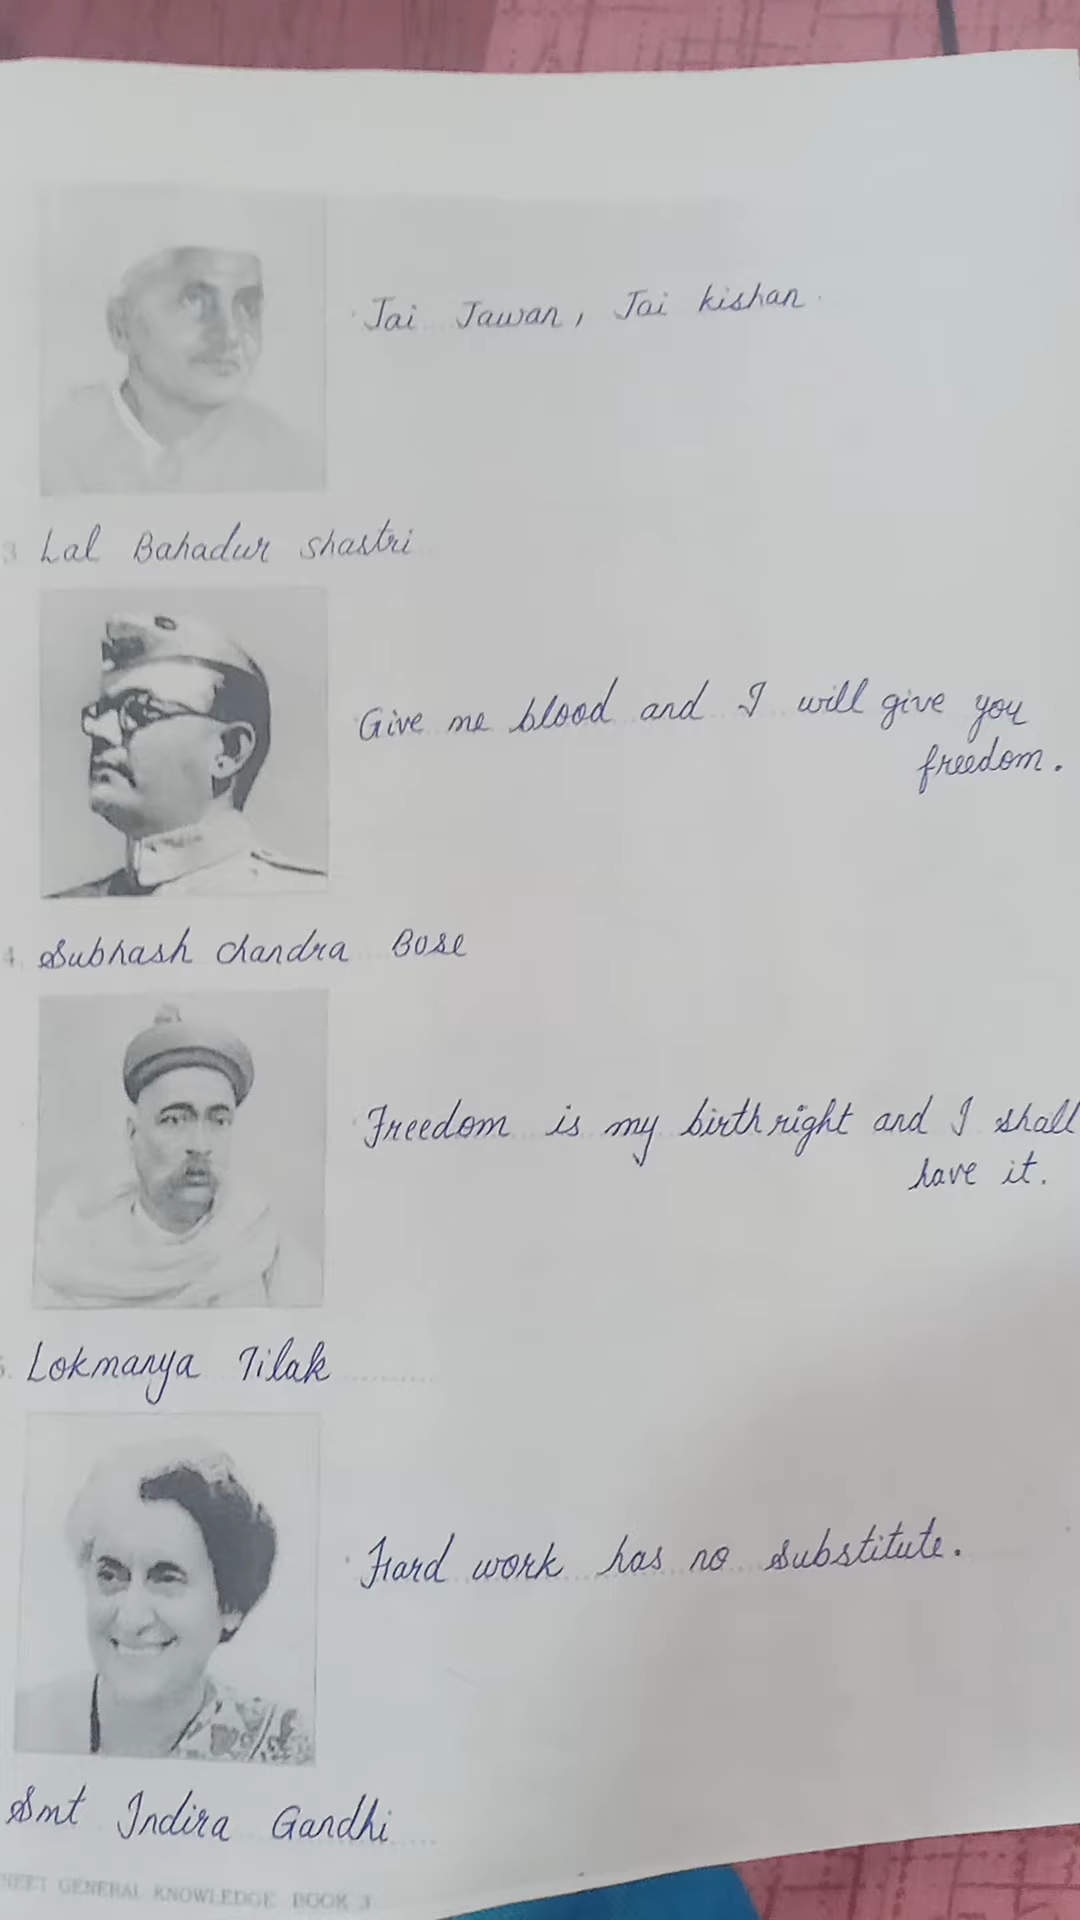 Jai Jawan, Jai kishan
3 Lal Bahadur shastri
Give me blood and I will give you
freedom.
4. Subhash chandra Bose
Freedom is my birth right and I shall
have it.
5. Lokmanya Tilak
Hard work has no substitute.
Smt Indira Gandhi
GENERAL KNOWLEDGE BOOK 3